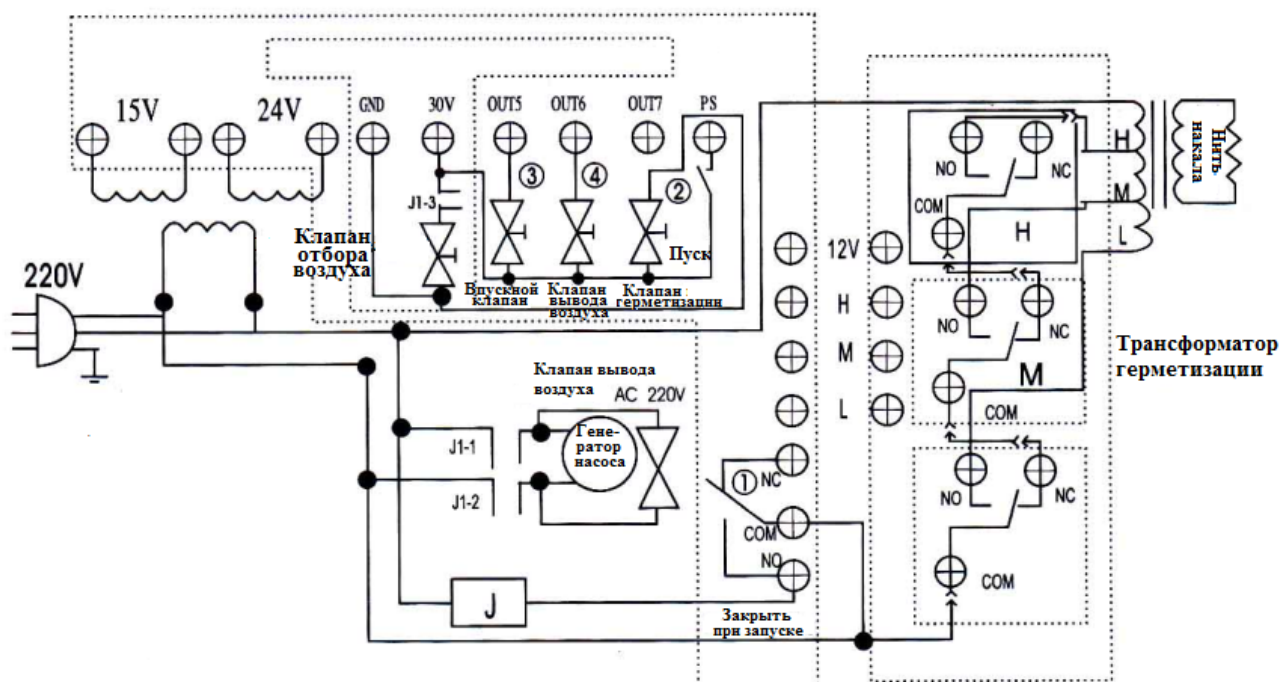 15V
24V
GND
30V
OUT5
OUT6
OUT7
PS
③
④
②
J1-3
Пуск
Клапан
отбора
воздуха
Впускной
клапан
Клапан
вывода
воздуха
Клапан
герметизации
220V
12V
H
M
L
NO
NC
COM
H
NO
NC
COM
M
NO
NC
COM
H
M
L
Нить
накала
Трансформатор
герметизации
Клапан вывода
воздуха
AC 220V
Гене-
ратор
насоса
J1-1
J1-2
①
NC
COM
NO
J
Закрыть
при запуске